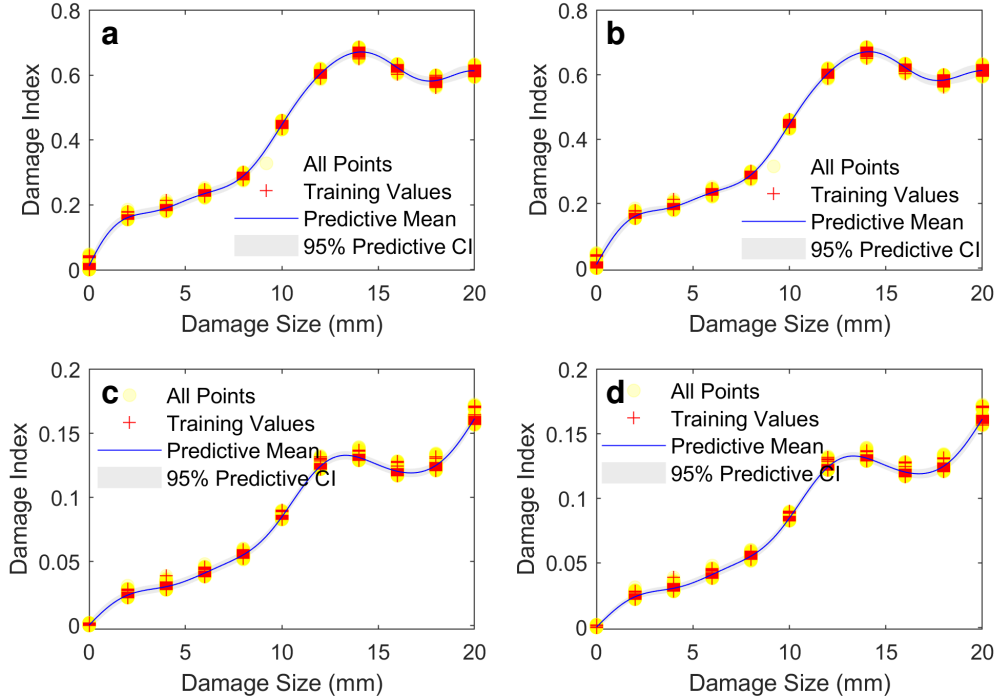 a
0.8
0.6
0.4
0.2
0
Damage Index
All Points
Training Values
Predictive Mean
95% Predictive CI
0 5 10 15 20
Damage Size (mm)
b
0.8
0.6
0.4
0.2
0
Damage Index
All Points
Training Values
Predictive Mean
95% Predictive CI
0 5 10 15 20
Damage Size (mm)
c
0.2
0.15
0.1
0.05
0
Damage Index
All Points
Training Values
Predictive Mean
95% Predictive CI
0 5 10 15 20
Damage Size (mm)
d
0.2
0.15
0.1
0.05
0
Damage Index
All Points
Training Values
Predictive Mean
95% Predictive CI
0 5 10 15 20
Damage Size (mm)